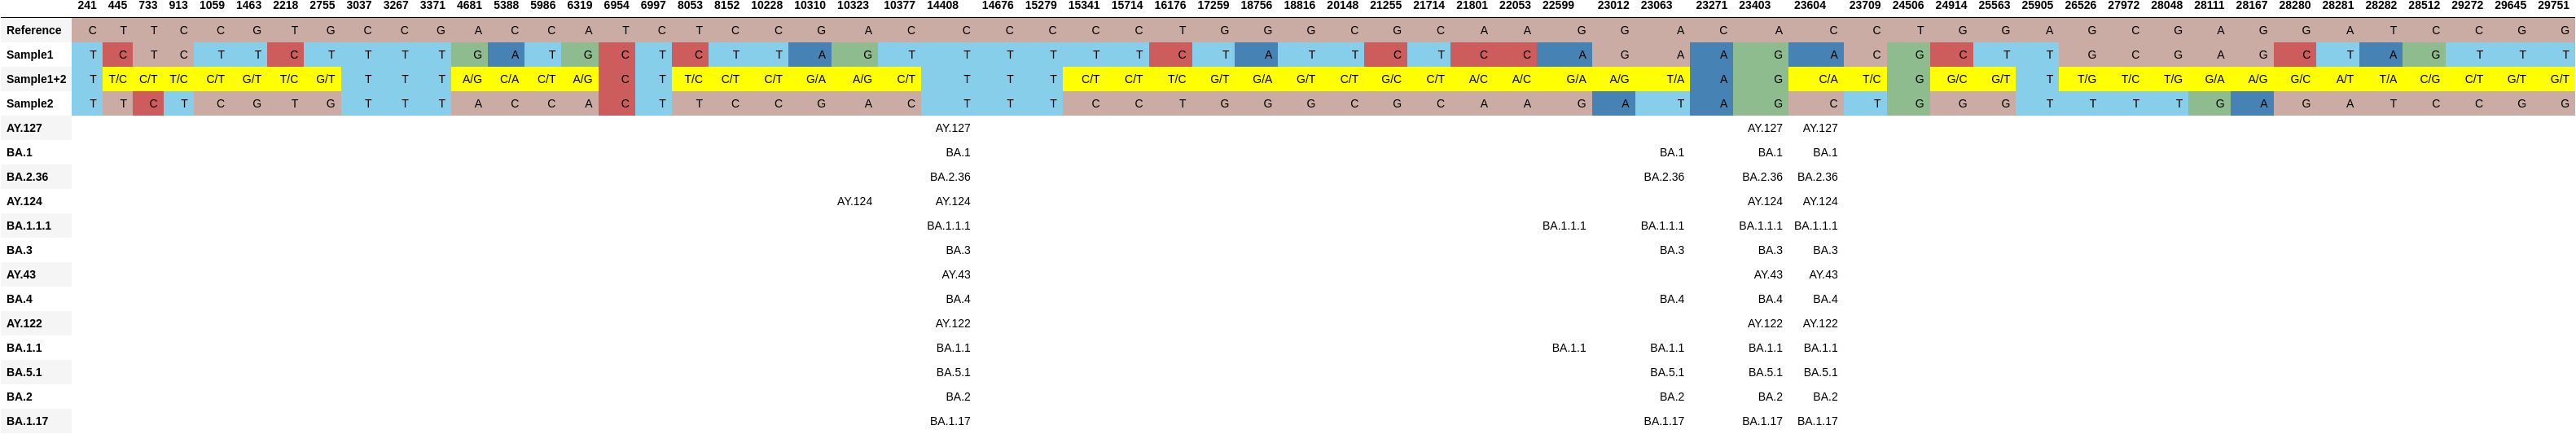 241 445 733 913 1059 1463 2218 2755 3037 3267 3371 4681 5388 5986 6319 6954 6997 8053 8152 10228 10310 10323 10377 14408 14676 15279 15341 15714 16176 17259 18756 18816 20148 21255 21714 21801 22053 22599 23012 23063 23271 23403 23604 23709 24506 24914 25563 25905 26526 27972 28048 28111 28167 28280 28281 28282 28512 29272 29645 29751
Reference C T T C C G T G C C G A C C A T C T C C G A C C C C C C T G G G C G C A A G G A C A C C T G G A G C G A G G A T C C G G
Sample1 T C T C T T C T T T T G A T G C T C T T A G T T T T T T C T A T T C T C C A G A A G A C G C T T G C G A G C T A G T T T
Sample1+2 T T/C C/T T/C C/T G/T T/C G/T T T T A/G C/A C/T A/G C T T/C C/T C/T G/A A/G C/T T T T C/T C/T T/C G/T G/A G/T C/T G/C C/T A/C A/C G/A A/G T/A A G C/A T/C G G/C G/T T T/G T/C T/G G/A A/G G/C A/T T/A C/G C/T G/T G/T
Sample2 T T C T C G T G T T T A C C A C T T C C G A C T T T C C T G G G C G C A A G A T A G C T G G G T T T T G A G A T C C G G
AY.127 AY.127 AY.127 AY.127
BA.1 BA.1 BA.1 BA.1 BA.1
BA.2.36 BA.2.36 BA.2.36 BA.2.36 BA.2.36
AY.124 AY.124 AY.124 AY.124 AY.124
BA.1.1.1 BA.1.1.1 BA.1.1.1 BA.1.1.1 BA.1.1.1 BA.1.1.1
BA.3 BA.3 BA.3 BA.3 BA.3
AY.43 AY.43 AY.43 AY.43
BA.4 BA.4 BA.4 BA.4 BA.4
AY.122 AY.122 AY.122 AY.122
BA.1.1 BA.1.1 BA.1.1 BA.1.1 BA.1.1 BA.1.1
BA.5.1 BA.5.1 BA.5.1 BA.5.1 BA.5.1
BA.2 BA.2 BA.2 BA.2 BA.2
BA.1.17 BA.1.17 BA.1.17 BA.1.17 BA.1.17